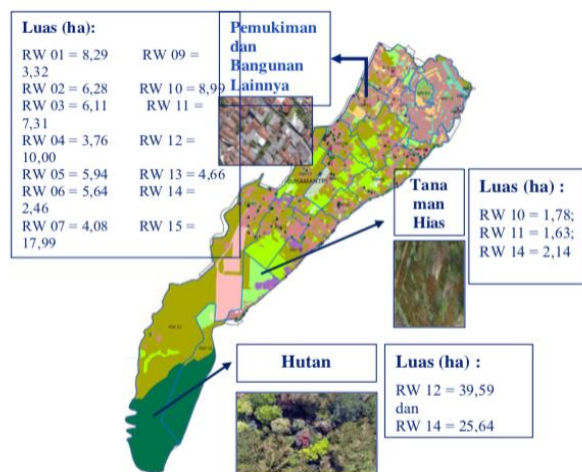 Luas (ha):
RW 01 = 8,29 RW 09 =
3,32
RW 02 = 6,28 RW 10 = 8,99
RW 03 = 6,11 RW 11 =
7,31
RW 04 = 3,76 RW 12 =
10,00
RW 05 = 5,94 RW 13 = 4,66
RW 06 = 5,64 RW 14 =
2,46
RW 07 = 4,08 RW 15 =
17,99
Pemukiman
dan
Bangunan
Lainnya
Tana
man
Hias
Luas (ha) :
RW 10 = 1,78;
RW 11 = 1,63;
RW 14 = 2,14
Hutan
Luas (ha) :
RW 12 = 39,59
dan
RW 14 = 25,64